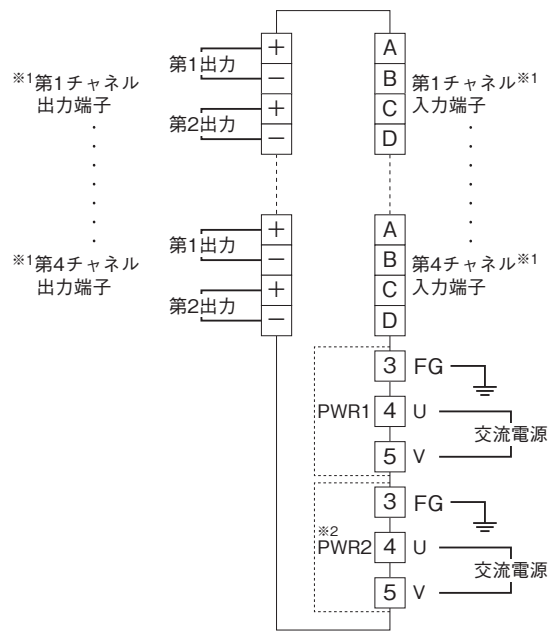 第1出力
+
−
第2出力
+
−
※1第1チャネル
出力端子
A
B
C
D
第1チャネル※1
入力端子
第1出力
+
−
第2出力
+
−
※1第4チャネル
出力端子
A
B
C
D
第4チャネル※1
入力端子
PWR1
3 FG
4 U
5 V
交流電源
※2
PWR2
3 FG
4 U
5 V
交流電源